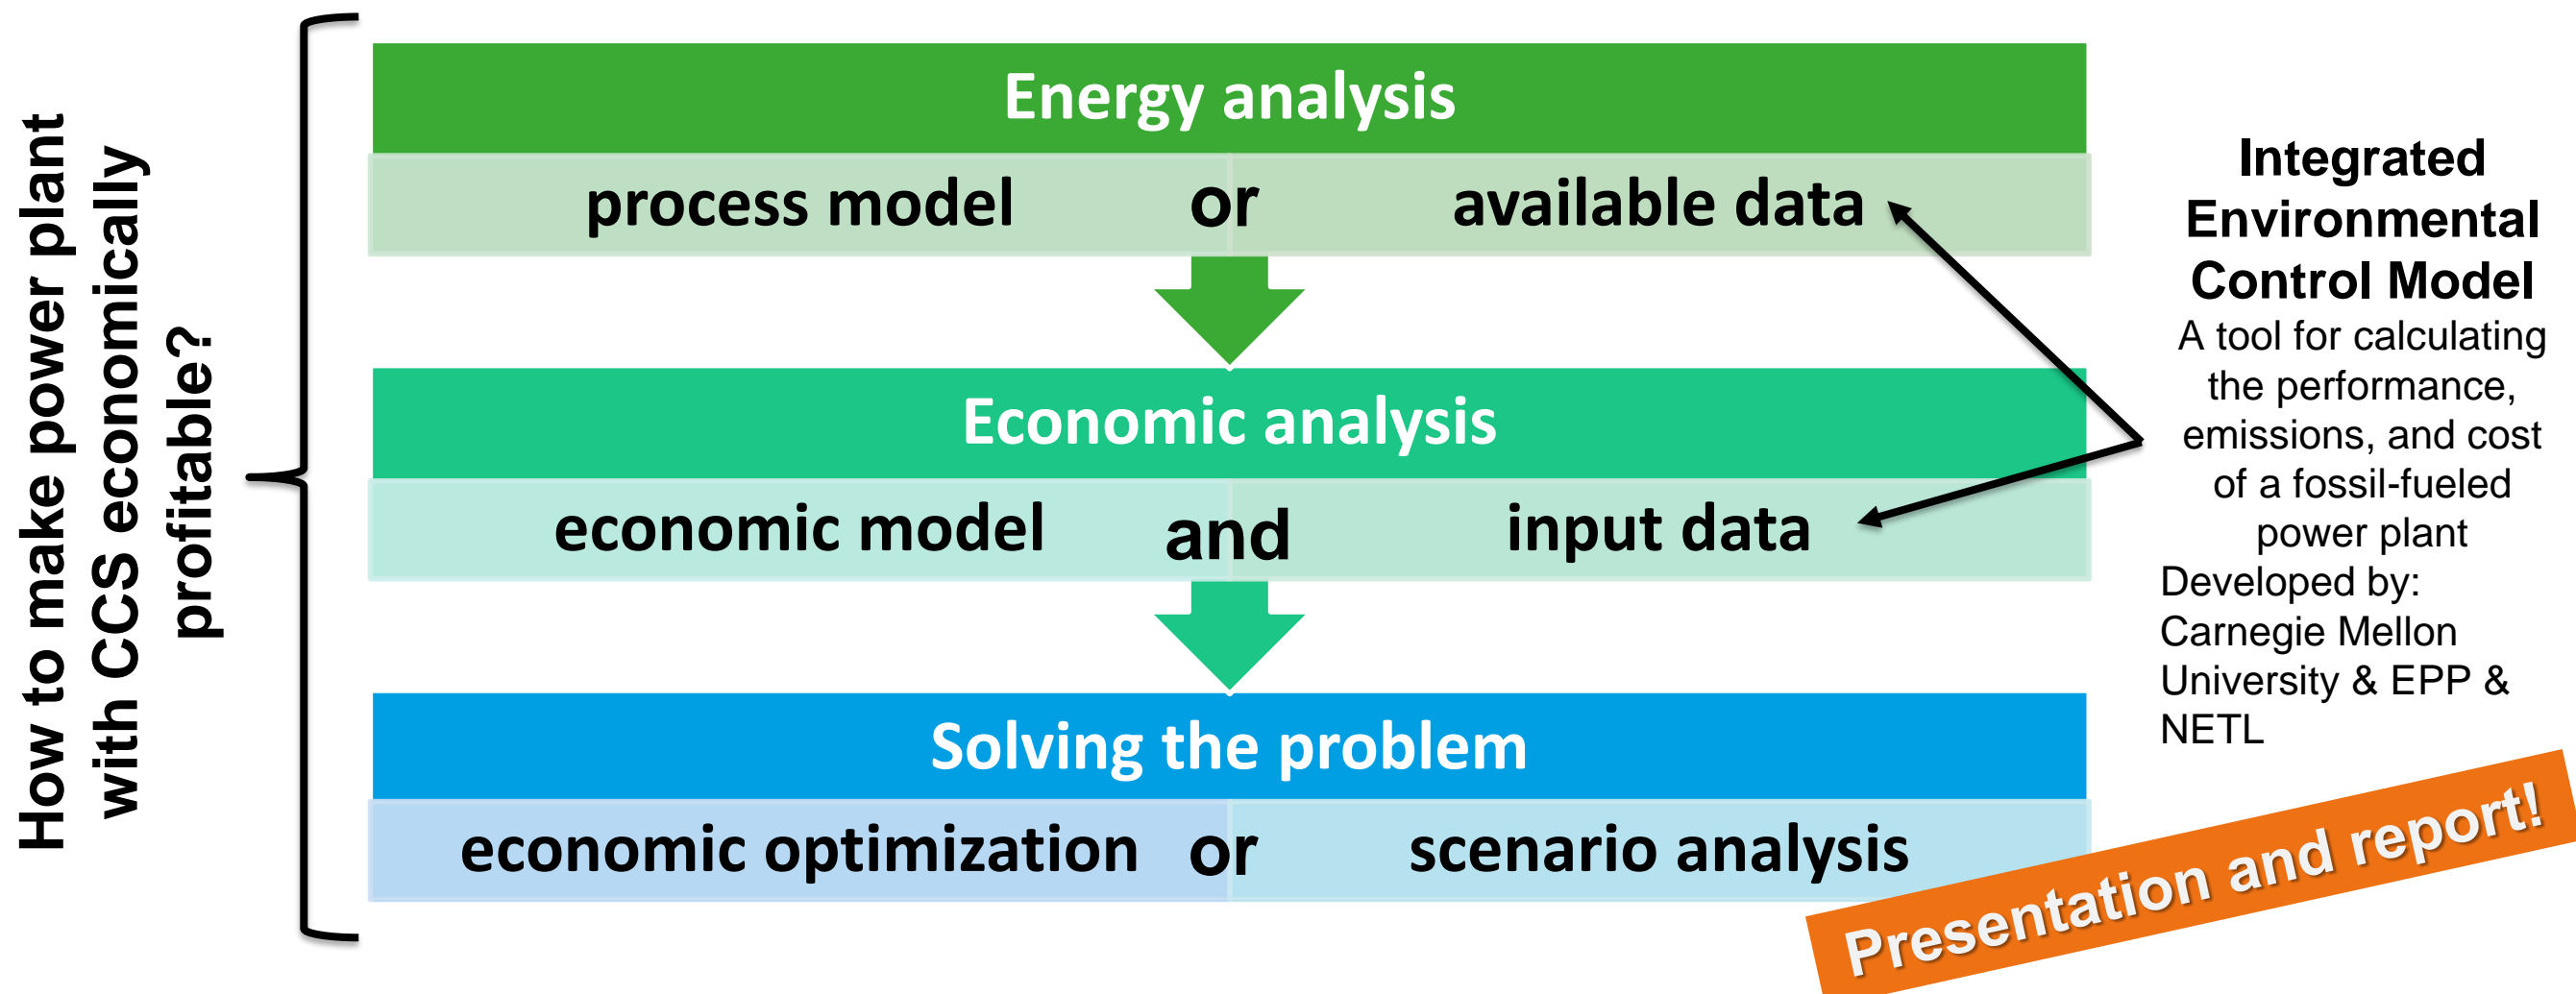 How to make power plant
with CCS economically
profitable?
Energy analysis
process model or available data
Economic analysis
economic model and input data
Solving the problem
economic optimization or scenario analysis
Integrated
Environmental
Control Model
A tool for calculating
the performance,
emissions, and cost
of a fossil-fueled
power plant
Developed by:
Carnegie Mellon
University & EPP &
NETL
Presentation and report!